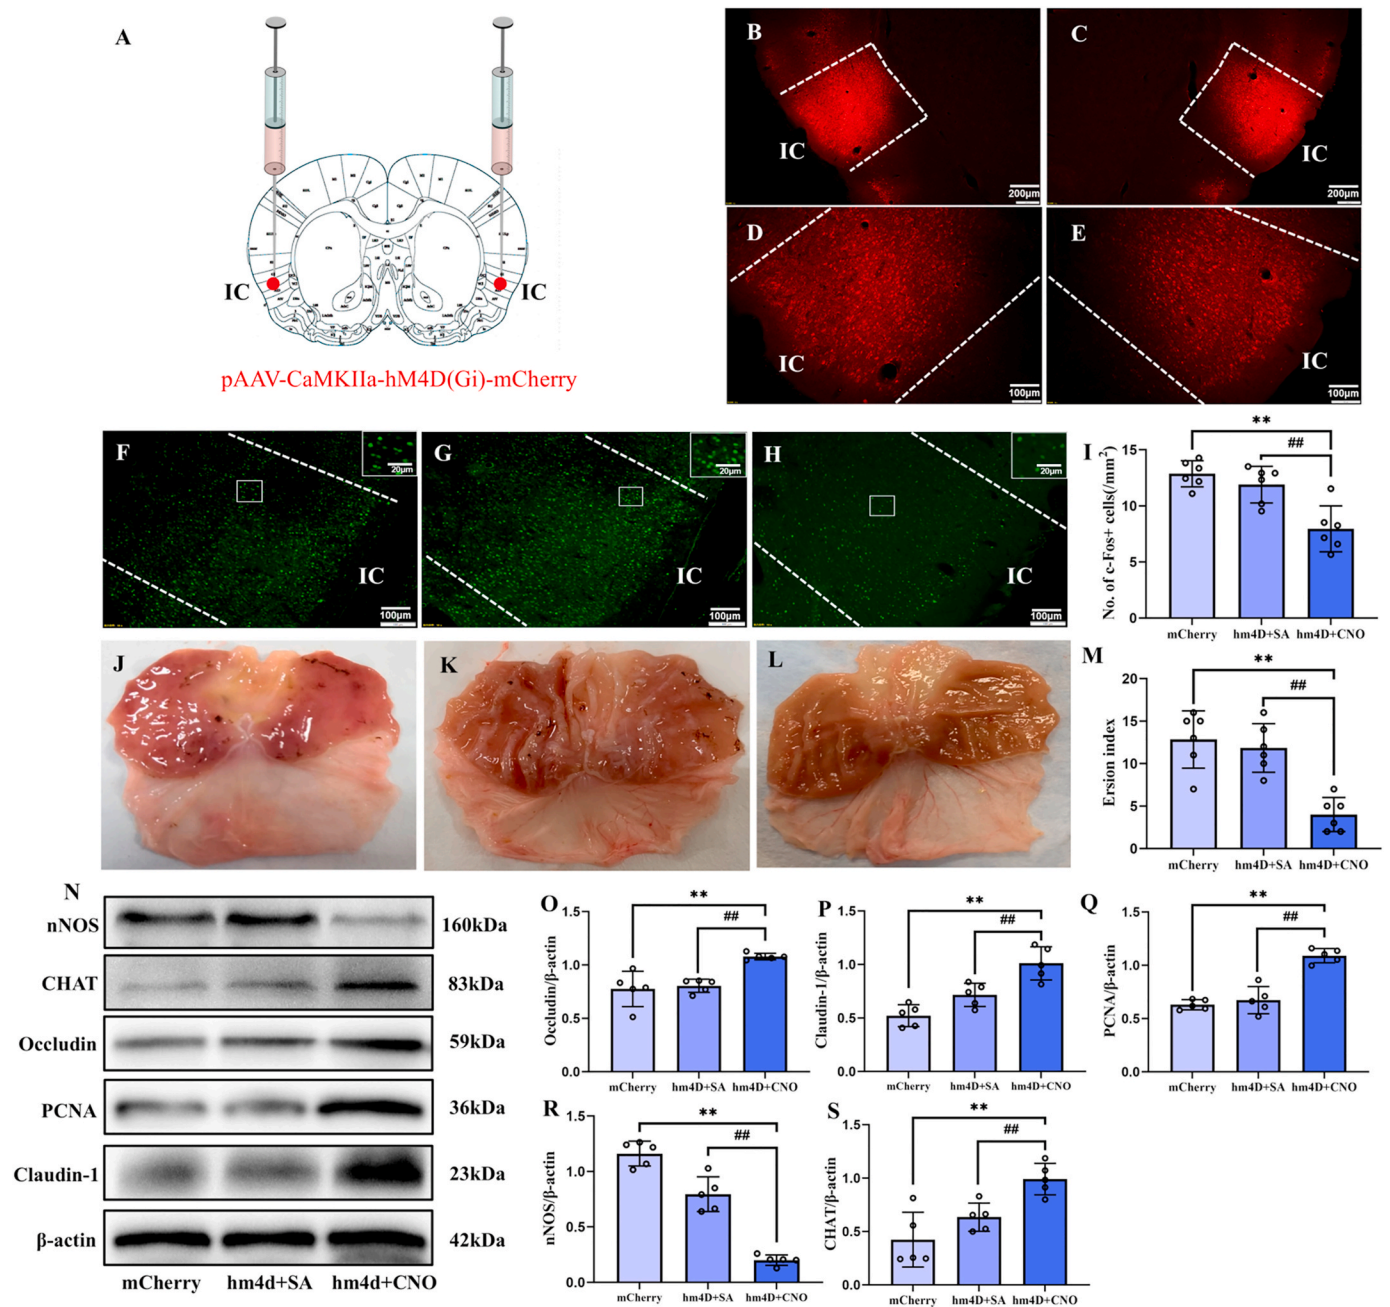 A
IC
IC
pAAV-CaMKIIa-hM4D(Gi)-mCherry
B
IC
200μm
C
IC
200μm
D
IC
100μm
E
IC
100μm
F
20μm
IC
100μm
G
20μm
IC
100μm
H
20μm
IC
100μm
I
No. of c-Fos+ cells(/mm²)
15
10
5
0
**
##
mCherry
hm4D+SA
hm4D+CNO
J
K
L
M
Ersion index
20
15
10
5
0
**
##
mCherry
hm4D+SA
hm4D+CNO
N
nNOS
160kDa
CHAT
83kDa
Occludin
59kDa
PCNA
36kDa
Claudin-1
23kDa
β-actin
42kDa
mCherry
hm4d+SA
hm4d+CNO
O
Occludin/β-actin
1.5
1.0
0.5
0.0
**
##
mCherry
hm4D+SA
hm4D+CNO
P
Claudin-1/β-actin
1.5
1.0
0.5
0.0
**
##
mCherry
hm4D+SA
hm4D+CNO
Q
PCNA/β-actin
1.5
1.0
0.5
0.0
**
##
mCherry
hm4D+SA
hm4D+CNO
R
nNOS/β-actin
1.5
1.0
0.5
0.0
**
##
mCherry
hm4D+SA
hm4D+CNO
S
CHAT/β-actin
1.5
1.0
0.5
0.0
**
##
mCherry
hm4D+SA
hm4D+CNO